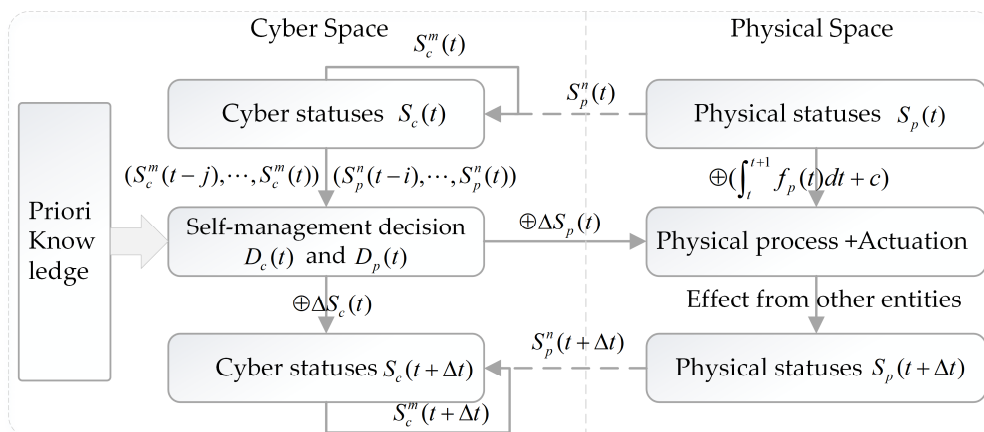 Cyber Space
Physical Space
S_c^m(t)
S_p^n(t)
Cyber statuses S_c(t)
Physical statuses S_p(t)
(S_c^m(t−j),⋯,S_c^m(t)) (S_p^n(t−i),⋯,S_p^n(t))
⊕(∫_t^{t+1} f_p(t)dt+c)
Priori
Know
ledge
Self-management decision
D_c(t) and D_p(t)
⊕ΔS_p(t)
Physical process +Actuation
⊕ΔS_c(t)
Effect from other entities
S_p^n(t+Δt)
Cyber statuses S_c(t+Δt)
Physical statuses S_p(t+Δt)
S_c^m(t+Δt)